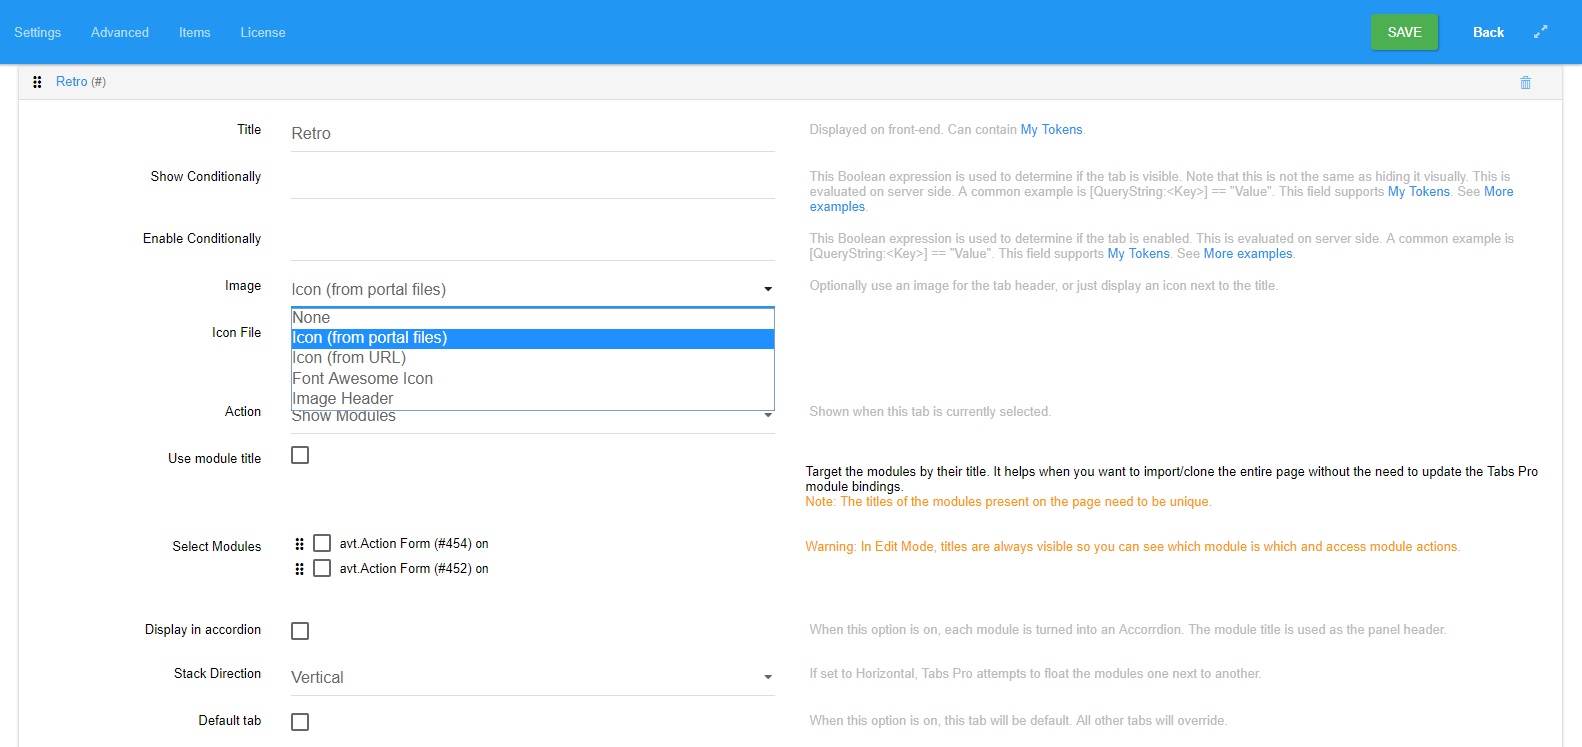 Settings Advanced Items License SAVE Back
Retro (#)
Title Retro Displayed on front-end. Can contain My Tokens.
Show Conditionally This Boolean expression is used to determine if the tab is visible. Note that this is not the same as hiding it visually. This is
evaluated on server side. A common example is [QueryString:<Key>] == "Value". This field supports My Tokens. See More
examples.
Enable Conditionally This Boolean expression is used to determine if the tab is enabled. This is evaluated on server side. A common example is
[QueryString:<Key>] == "Value". This field supports My Tokens. See More examples.
Image Icon (from portal files) Optionally use an image for the tab header, or just display an icon next to the title.
None
Icon File Icon (from portal files)
Icon (from URL)
Font Awesome Icon
Image Header
Action Show Modules Shown when this tab is currently selected.
Use module title
Target the modules by their title. It helps when you want to import/clone the entire page without the need to update the Tabs Pro
module bindings.
Note: The titles of the modules present on the page need to be unique.
Select Modules avt.Action Form (#454) on Warning: In Edit Mode, titles are always visible so you can see which module is which and access module actions.
avt.Action Form (#452) on
Display in accordion When this option is on, each module is turned into an Accorrdion. The module title is used as the panel header.
Stack Direction Vertical If set to Horizontal, Tabs Pro attempts to float the modules one next to another.
Default tab When this option is on, this tab will be default. All other tabs will override.